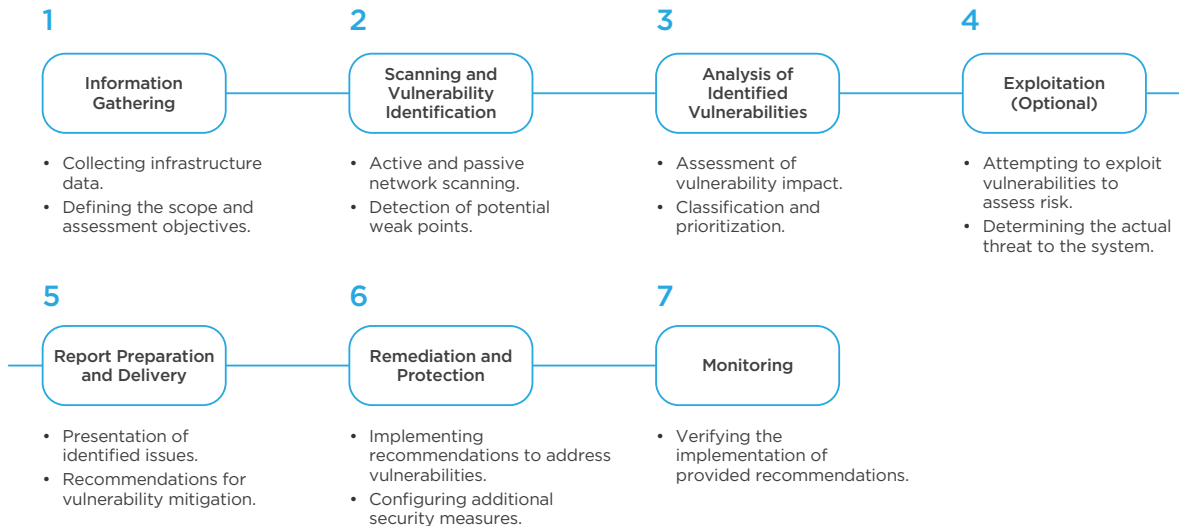 1
Information
Gathering
• Collecting infrastructure
data.
• Defining the scope and
assessment objectives.
2
Scanning and
Vulnerability
Identification
• Active and passive
network scanning.
• Detection of potential
weak points.
3
Analysis of
Identified
Vulnerabilities
• Assessment of
vulnerability impact.
• Classification and
prioritization.
4
Exploitation
(Optional)
• Attempting to exploit
vulnerabilities to
assess risk.
• Determining the actual
threat to the system.
5
Report Preparation
and Delivery
• Presentation of
identified issues.
• Recommendations for
vulnerability mitigation.
6
Remediation and
Protection
• Implementing
recommendations to address
vulnerabilities.
• Configuring additional
security measures.
7
Monitoring
• Verifying the
implementation of
provided recommendations.